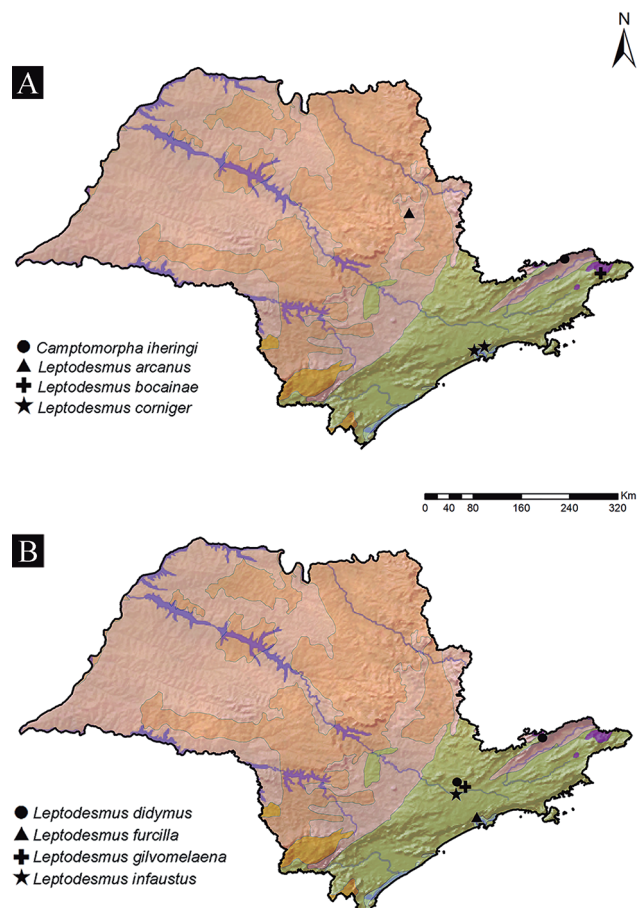 N
A
Camptomorpha iheringi
Leptodesmus arcanus
Leptodesmus bocainae
Leptodesmus corniger
Km
0 40 80 160 240 320
B
Leptodesmus didymus
Leptodesmus furcilla
Leptodesmus gilvomelaena
Leptodesmus infaustus